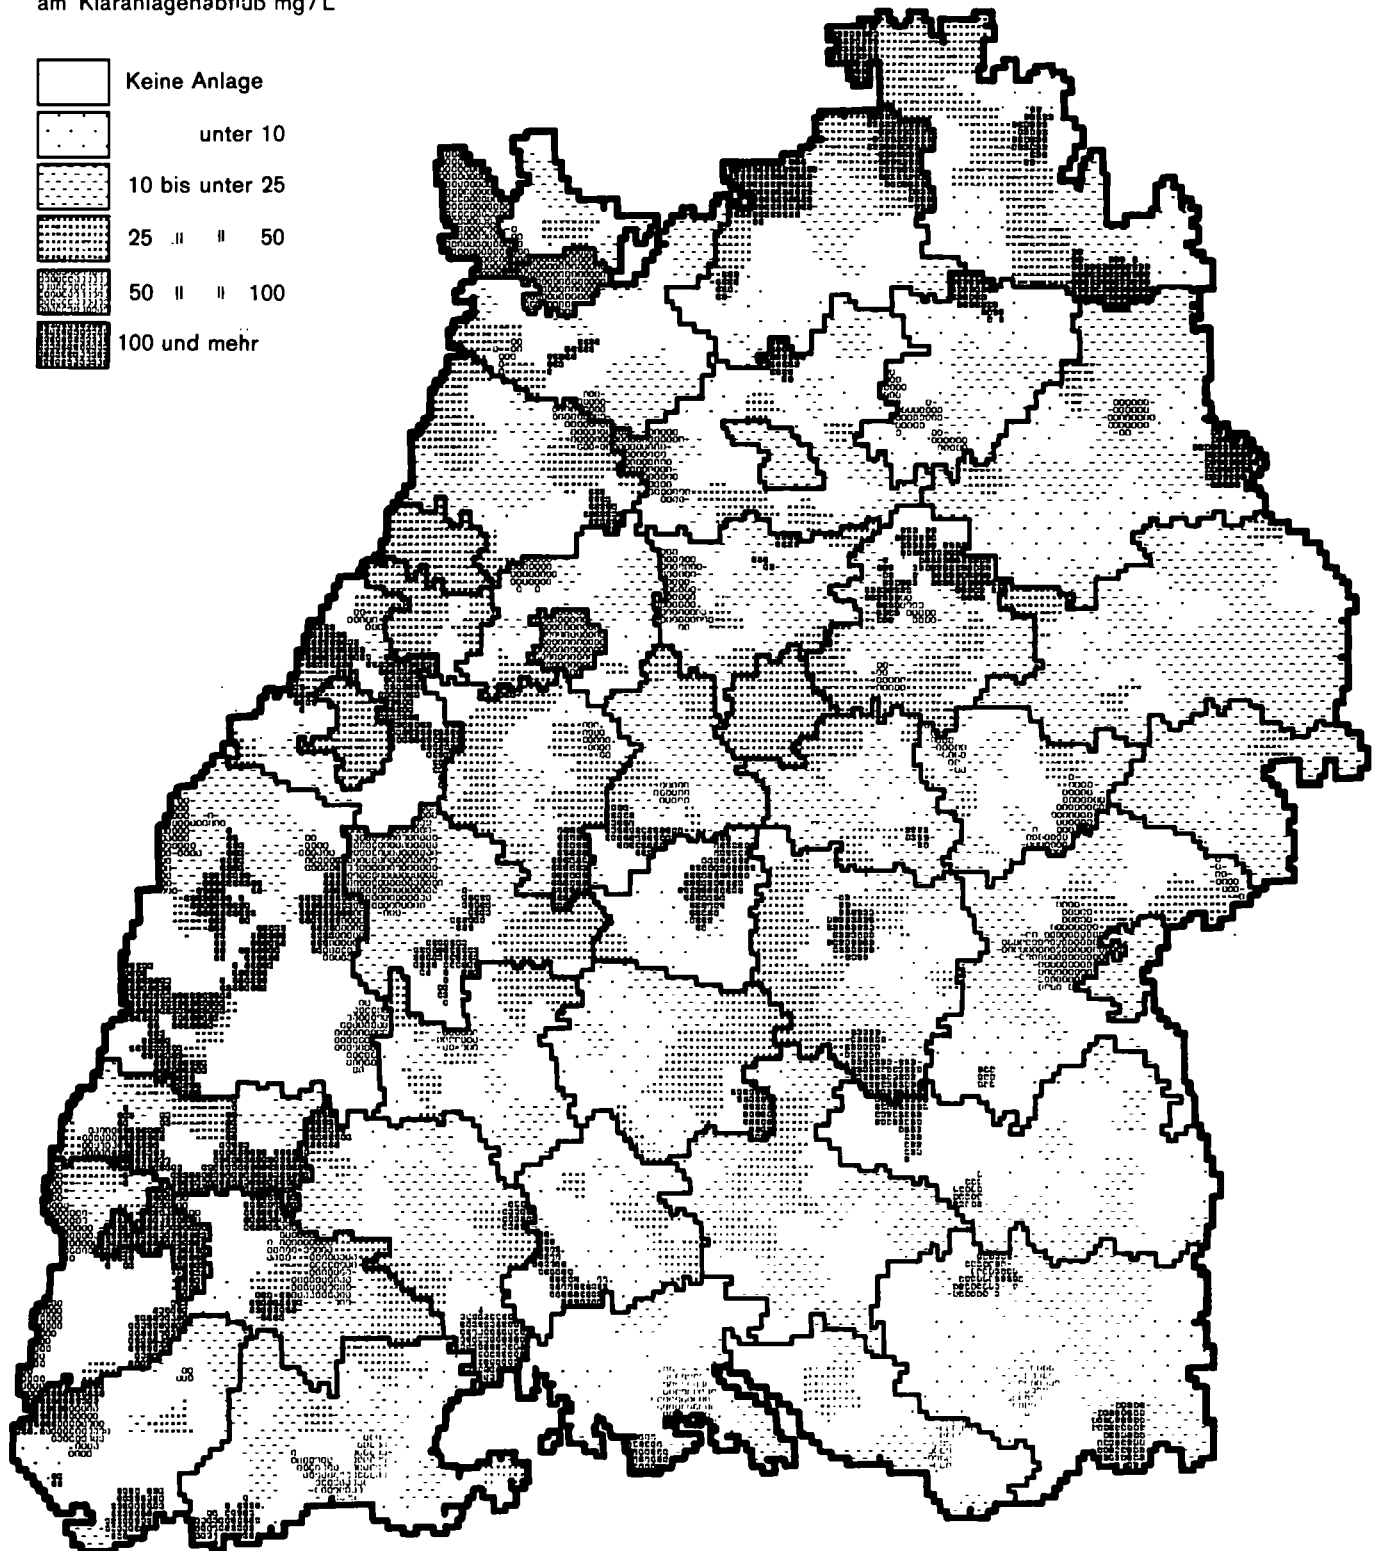 am Kläranlagenabfluß mg/L
Keine Anlage
unter 10
10 bis unter 25
25 " " 50
50 " " 100
100 und mehr